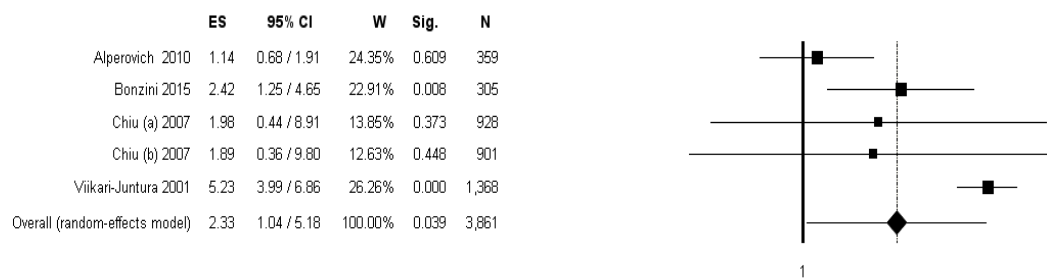 ES 95% CI W Sig. N
Alperovich 2010 1.14 0.68 / 1.91 24.35% 0.609 359
Bonzini 2015 2.42 1.25 / 4.65 22.91% 0.008 305
Chiu (a) 2007 1.98 0.44 / 8.91 13.85% 0.373 928
Chiu (b) 2007 1.89 0.36 / 9.80 12.63% 0.448 901
Viikari-Juntura 2001 5.23 3.99 / 6.86 26.26% 0.000 1,368
Overall (random-effects model) 2.33 1.04 / 5.18 100.00% 0.039 3,861
1